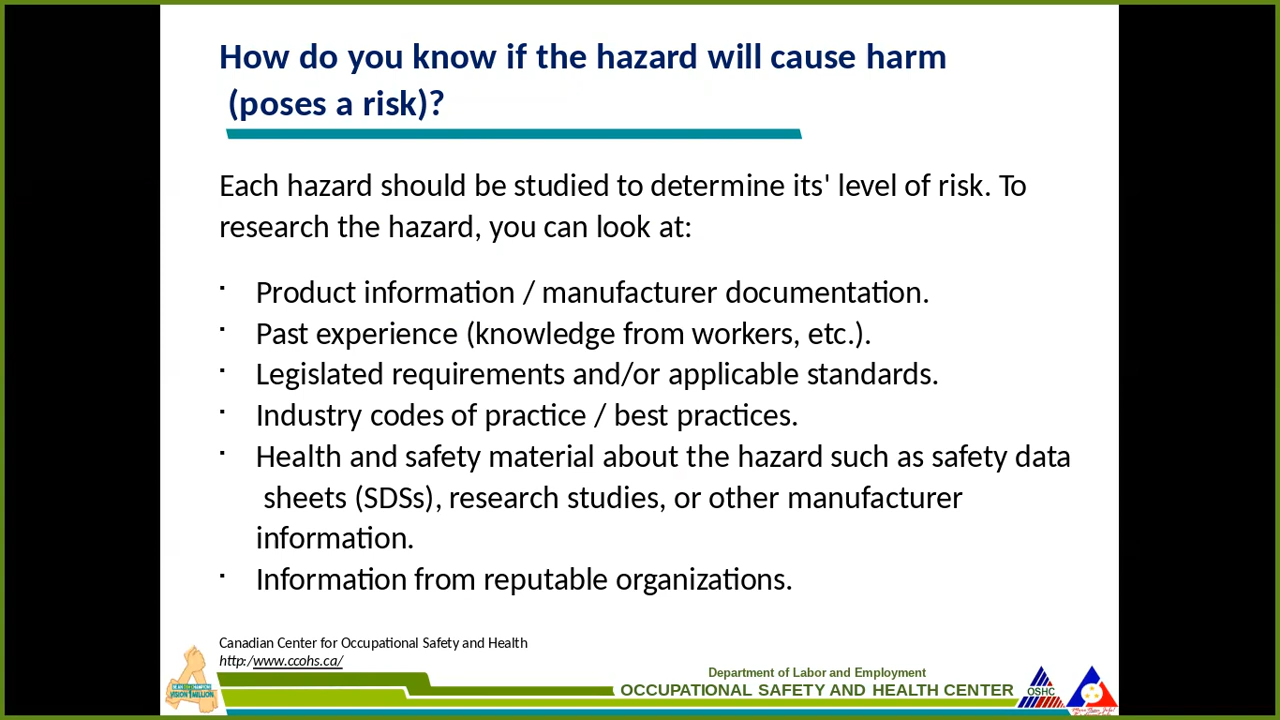 How do you know if the hazard will cause harm
(poses a risk)?
Each hazard should be studied to determine its' level of risk. To
research the hazard, you can look at:
▪ Product information / manufacturer documentation.
▪ Past experience (knowledge from workers, etc.).
▪ Legislated requirements and/or applicable standards.
▪ Industry codes of practice / best practices.
▪ Health and safety material about the hazard such as safety data
sheets (SDSs), research studies, or other manufacturer
information.
▪ Information from reputable organizations.
Canadian Center for Occupational Safety and Health
http:/www.ccohs.ca/
Department of Labor and Employment
OCCUPATIONAL SAFETY AND HEALTH CENTER
OSHC
VISION 1 MILLION